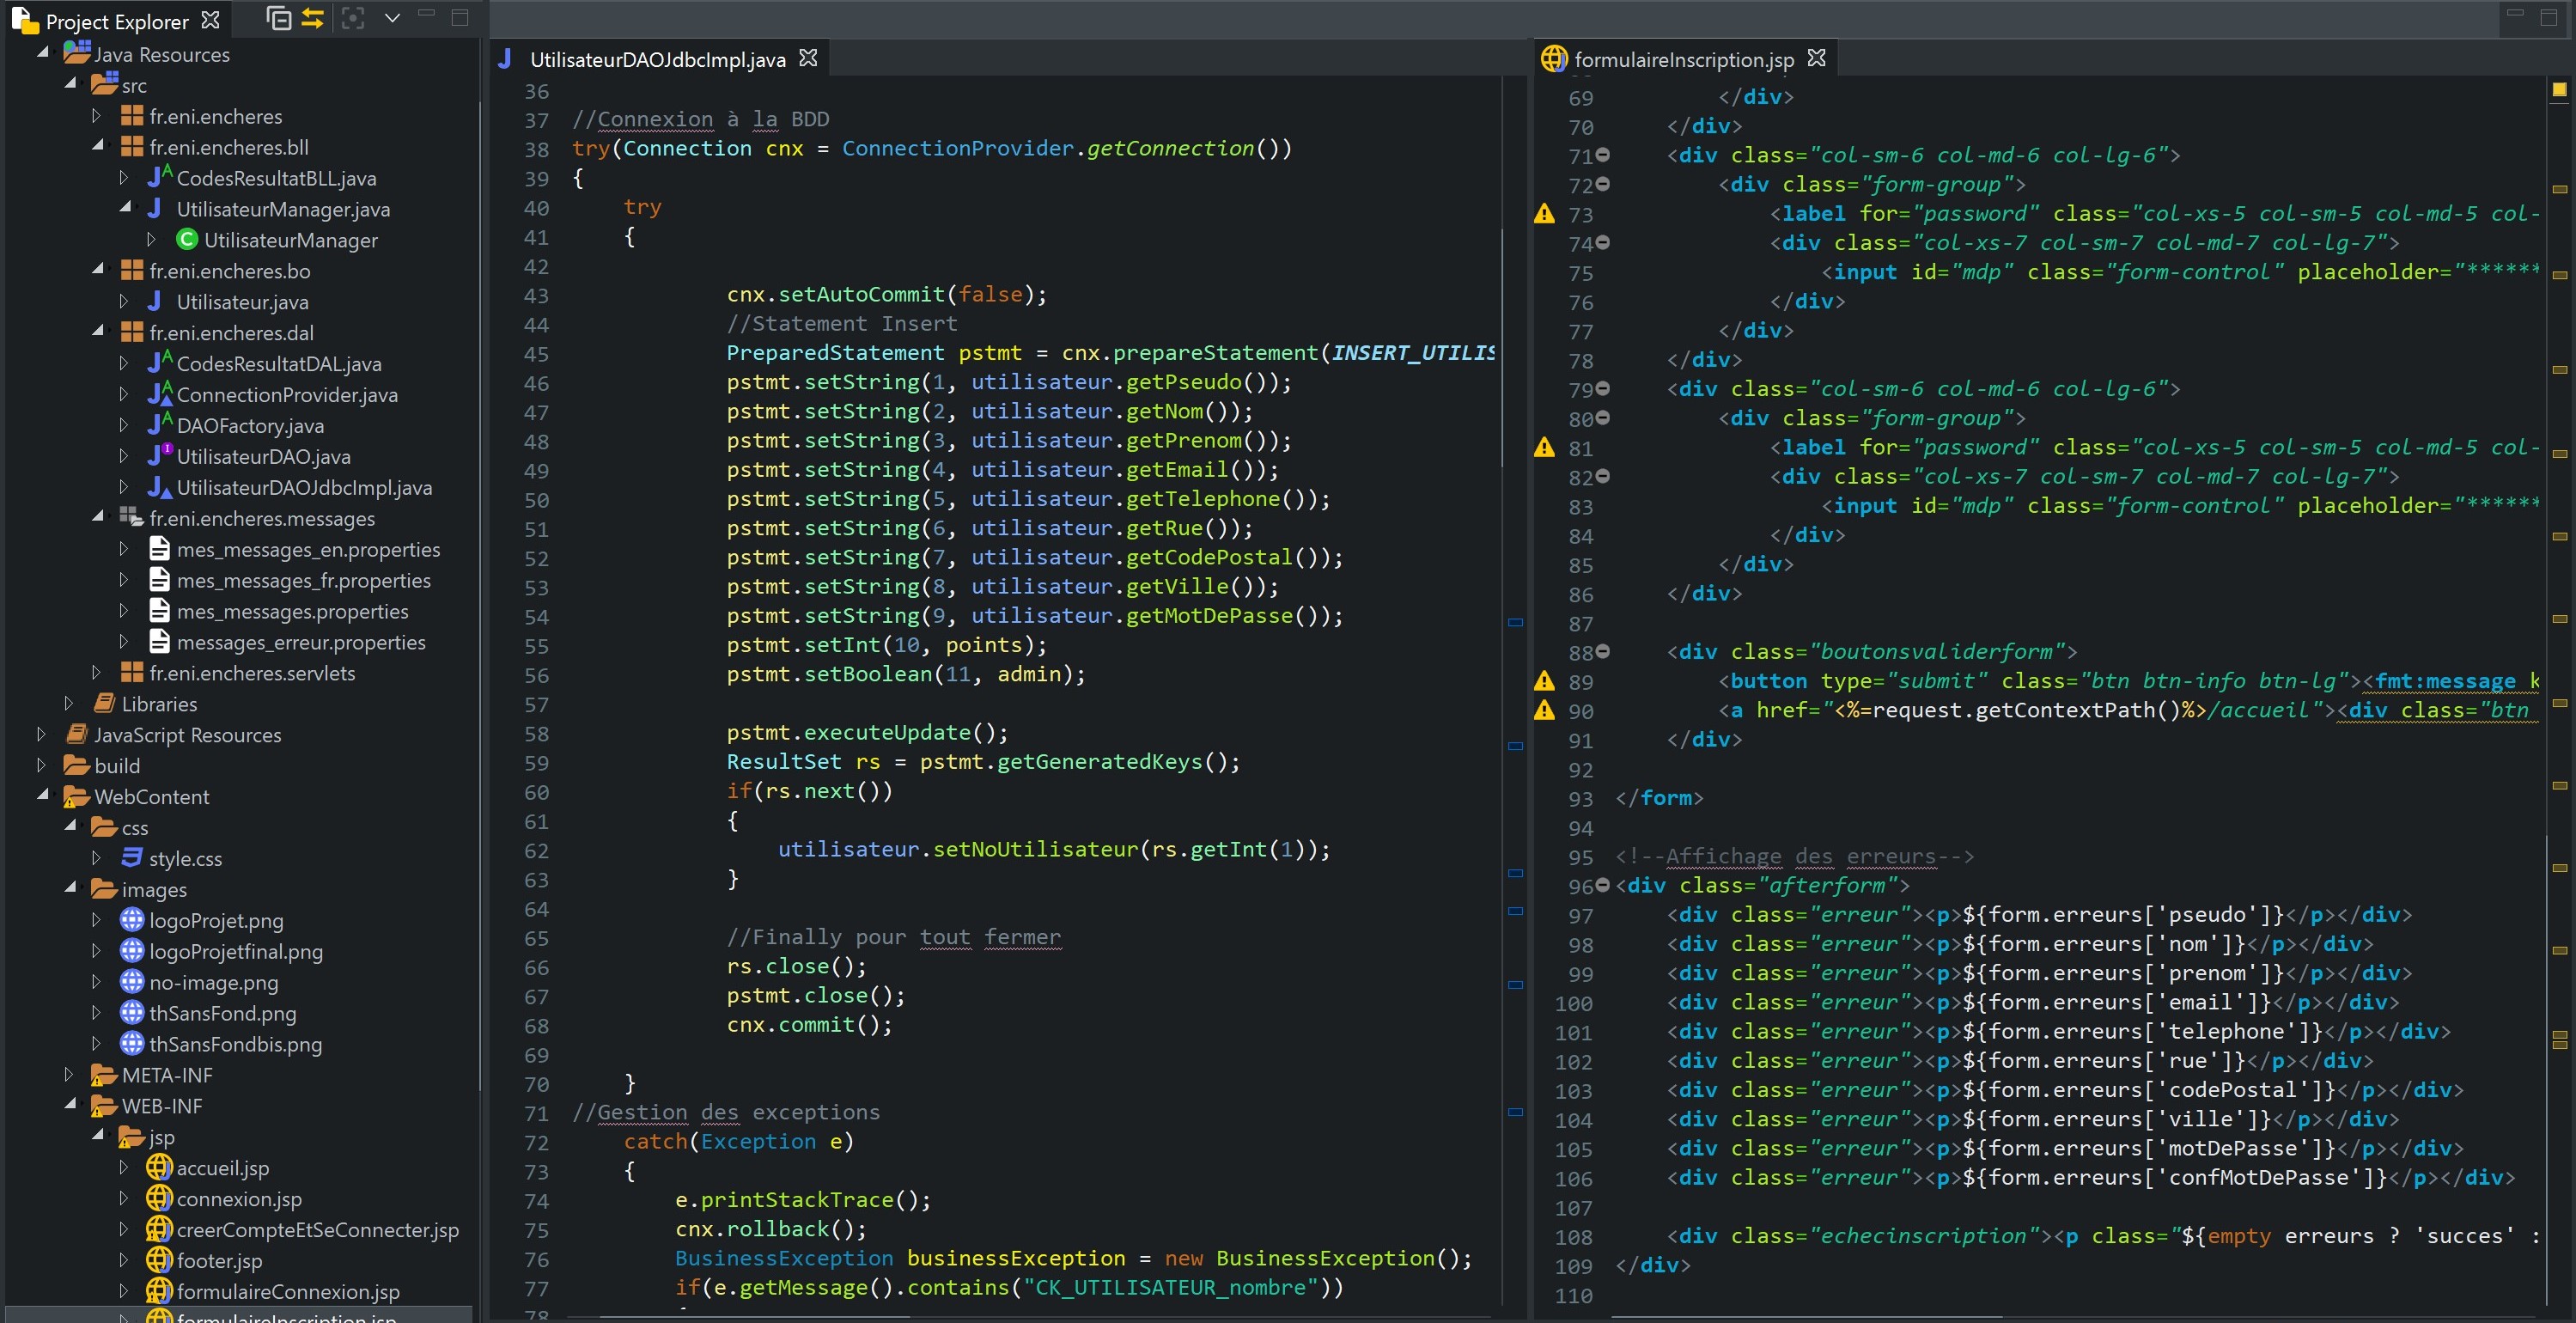 Project Explorer
Java Resources
src
fr.eni.encheres
fr.eni.encheres.bll
CodesResultatBLL.java
UtilisateurManager.java
UtilisateurManager
fr.eni.encheres.bo
Utilisateur.java
fr.eni.encheres.dal
CodesResultatDAL.java
ConnectionProvider.java
DAOFactory.java
UtilisateurDAO.java
UtilisateurDAOJdbcImpl.java
fr.eni.encheres.messages
mes_messages_en.properties
mes_messages_fr.properties
mes_messages.properties
messages_erreur.properties
fr.eni.encheres.servlets
Libraries
JavaScript Resources
build
WebContent
css
style.css
images
logoProjet.png
logoProjetfinal.png
no-image.png
thSansFond.png
thSansFondbis.png
META-INF
WEB-INF
jsp
accueil.jsp
connexion.jsp
creerCompteEtSeConnecter.jsp
footer.jsp
formulaireConnexion.jsp
formulaireInscription.jsp
UtilisateurDAOJdbcImpl.java
36
37 //Connexion à la BDD
38 try(Connection cnx = ConnectionProvider.getConnection())
39 {
40 try
41 {
42
43 cnx.setAutoCommit(false);
44 //Statement Insert
45 PreparedStatement pstmt = cnx.prepareStatement(INSERT_UTILIS
46 pstmt.setString(1, utilisateur.getPseudo());
47 pstmt.setString(2, utilisateur.getNom());
48 pstmt.setString(3, utilisateur.getPrenom());
49 pstmt.setString(4, utilisateur.getEmail());
50 pstmt.setString(5, utilisateur.getTelephone());
51 pstmt.setString(6, utilisateur.getRue());
52 pstmt.setString(7, utilisateur.getCodePostal());
53 pstmt.setString(8, utilisateur.getVille());
54 pstmt.setString(9, utilisateur.getMotDePasse());
55 pstmt.setInt(10, points);
56 pstmt.setBoolean(11, admin);
57
58 pstmt.executeUpdate();
59 ResultSet rs = pstmt.getGeneratedKeys();
60 if(rs.next())
61 {
62 utilisateur.setNoUtilisateur(rs.getInt(1));
63 }
64
65 //Finally pour tout fermer
66 rs.close();
67 pstmt.close();
68 cnx.commit();
69
70 }
71 //Gestion des exceptions
72 catch(Exception e)
73 {
74 e.printStackTrace();
75 cnx.rollback();
76 BusinessException businessException = new BusinessException();
77 if(e.getMessage().contains("CK_UTILISATEUR_nombre"))
78
formulaireInscription.jsp
69 </div>
70 </div>
71 <div class="col-sm-6 col-md-6 col-lg-6">
72 <div class="form-group">
73 <label for="password" class="col-xs-5 col-sm-5 col-md-5 col-
74 <div class="col-xs-7 col-sm-7 col-md-7 col-lg-7">
75 <input id="mdp" class="form-control" placeholder="******
76 </div>
77 </div>
78 </div>
79 <div class="col-sm-6 col-md-6 col-lg-6">
80 <div class="form-group">
81 <label for="password" class="col-xs-5 col-sm-5 col-md-5 col-
82 <div class="col-xs-7 col-sm-7 col-md-7 col-lg-7">
83 <input id="mdp" class="form-control" placeholder="******
84 </div>
85 </div>
86 </div>
87
88 <div class="boutonsvaliderform">
89 <button type="submit" class="btn btn-info btn-lg"><fmt:message k
90 <a href="<%=request.getContextPath()%>/accueil"><div class="btn
91 </div>
92
93 </form>
94
95 <!--Affichage des erreurs-->
96 <div class="afterform">
97 <div class="erreur"><p>${form.erreurs['pseudo']}</p></div>
98 <div class="erreur"><p>${form.erreurs['nom']}</p></div>
99 <div class="erreur"><p>${form.erreurs['prenom']}</p></div>
100 <div class="erreur"><p>${form.erreurs['email']}</p></div>
101 <div class="erreur"><p>${form.erreurs['telephone']}</p></div>
102 <div class="erreur"><p>${form.erreurs['rue']}</p></div>
103 <div class="erreur"><p>${form.erreurs['codePostal']}</p></div>
104 <div class="erreur"><p>${form.erreurs['ville']}</p></div>
105 <div class="erreur"><p>${form.erreurs['motDePasse']}</p></div>
106 <div class="erreur"><p>${form.erreurs['confMotDePasse']}</p></div>
107
108 <div class="echecinscription"><p class="${empty erreurs ? 'succes' :
109 </div>
110